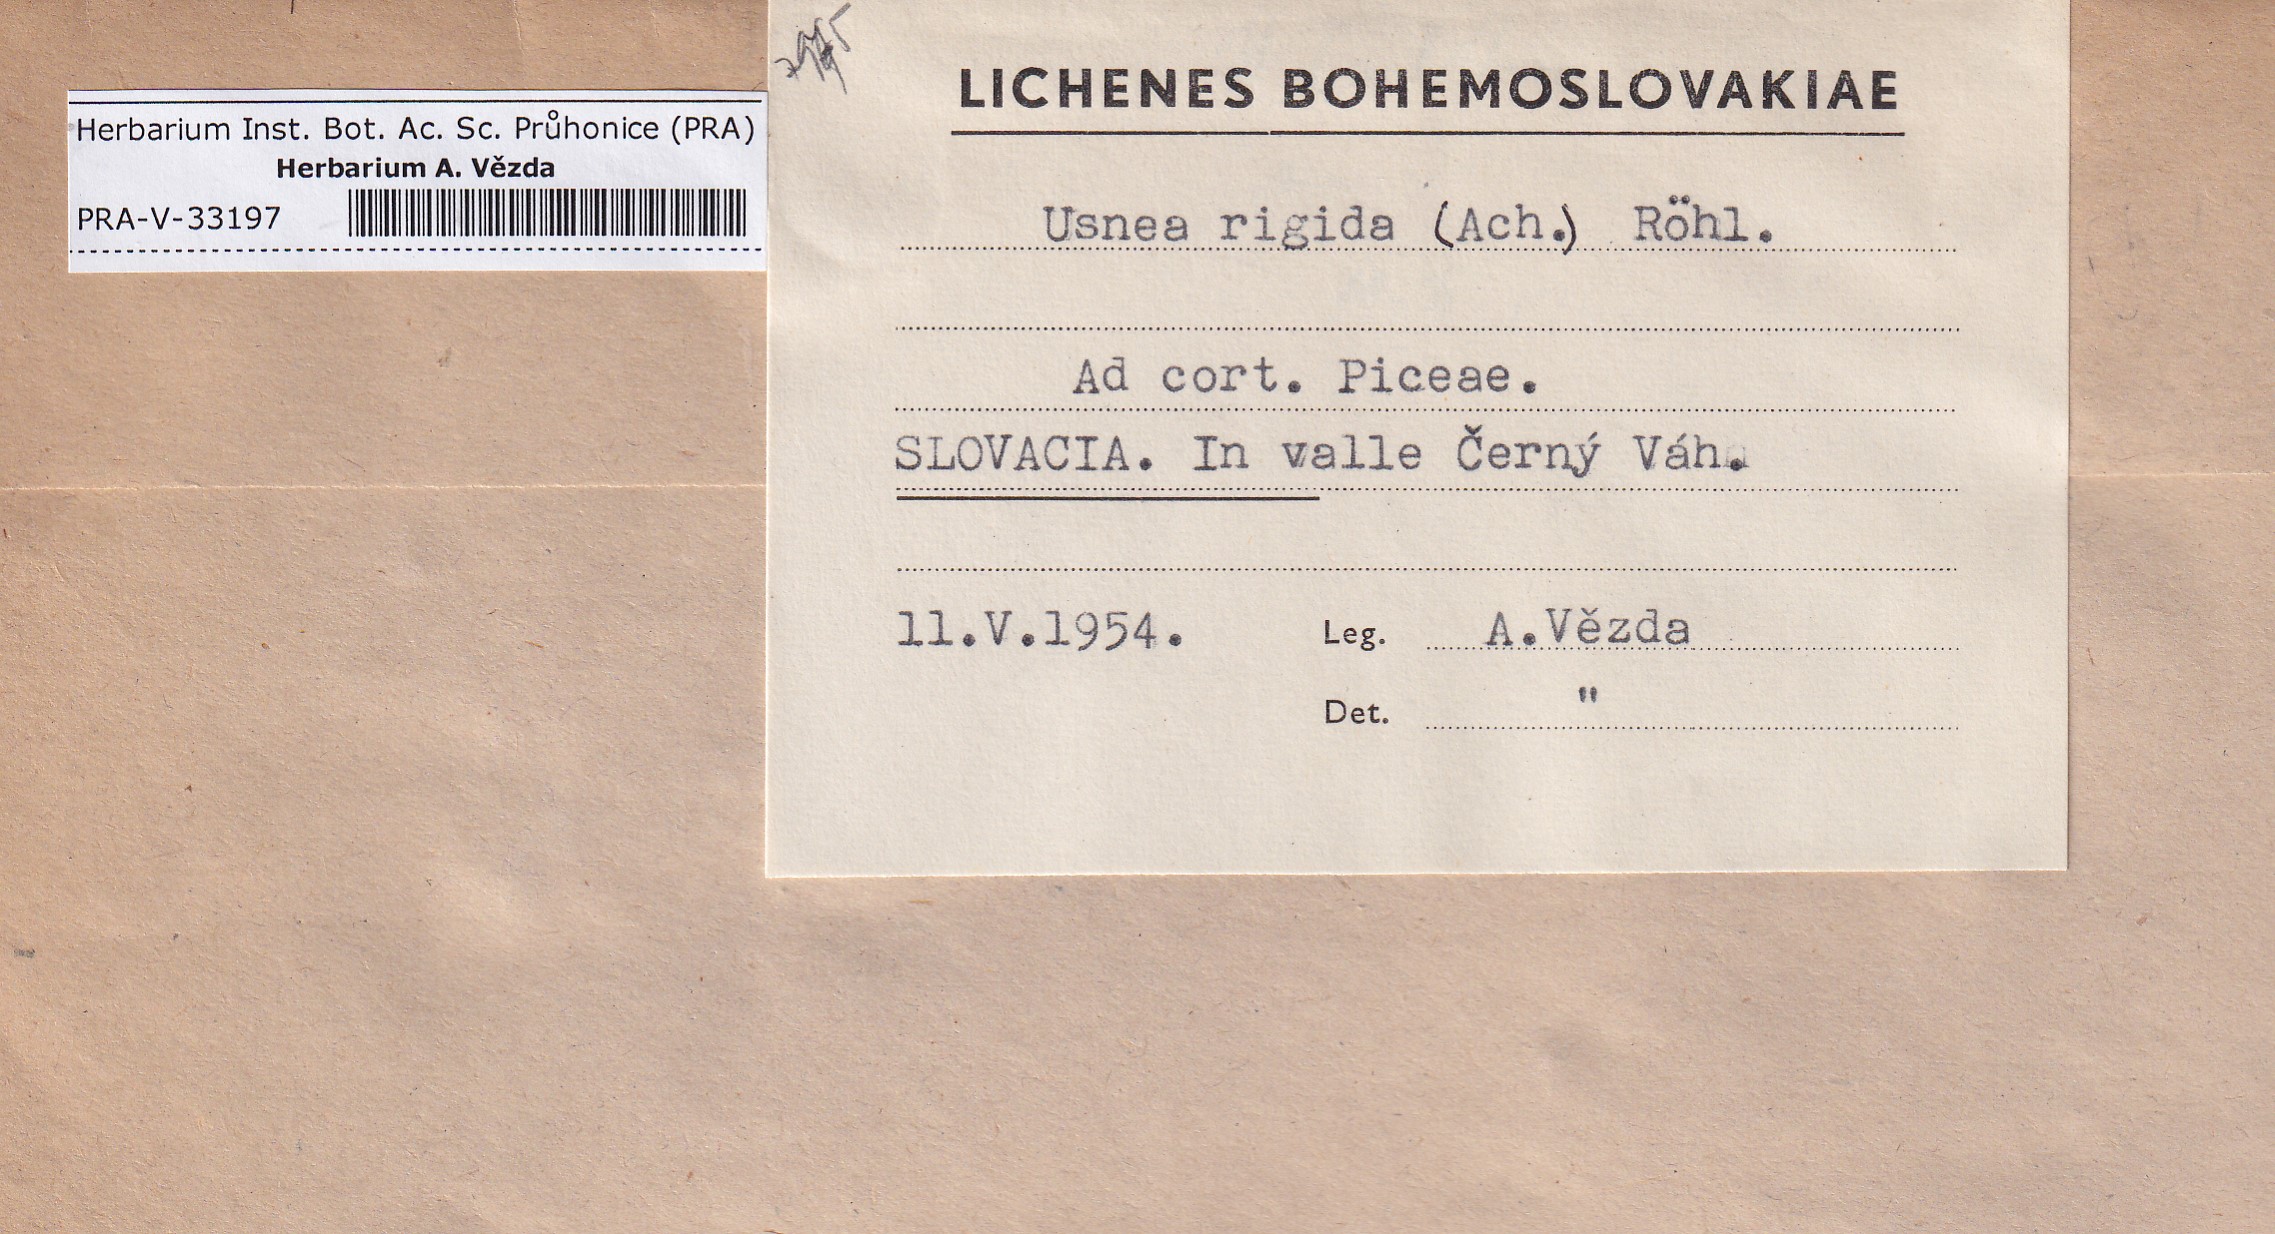 Herbarium Inst. Bot. Ac. Sc. Průhonice (PRA)
Herbarium A. Vězda
PRA-V-33197
LICHENES BOHEMOSLOVAKIAE
Usnea rigida (Ach.) Röhl.
Ad cort. Piceae.
SLOVACIA. In valle Černý Váh.
11.V.1954. Leg. A.Vězda
Det. "